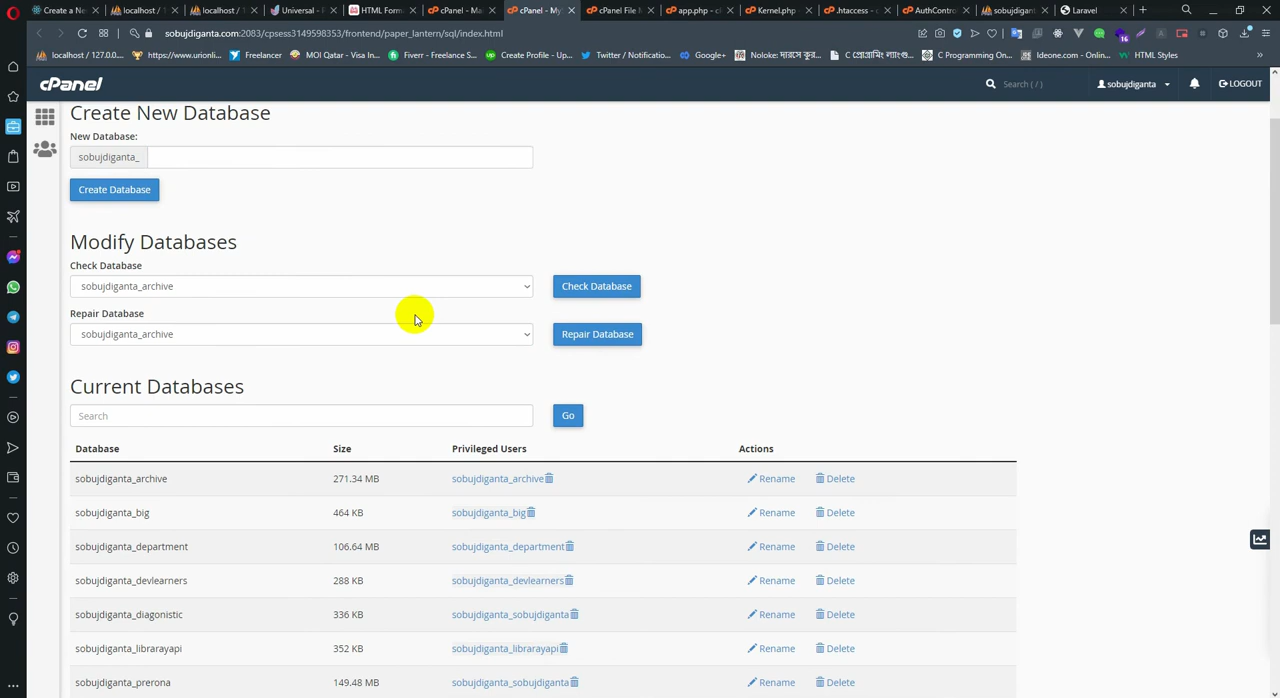 Create a Ne
localhost /
localhost / 1
Universal - F
HTML Form
cPanel - Ma
cPanel - My
cPanel File M
app.php - cF
Kernel.php
.htaccess - c
AuthContro
sobujdigant
Laravel
sobujdiganta.com:2083/cpsess3149598353/frontend/paper_lantern/sql/index.html
localhost / 127.0.0....
https://www.urionli...
Freelancer
MOI Qatar - Visa In...
Fiverr - Freelance S...
Create Profile - Up...
Twitter / Notificatio...
Google+
C Programming On...
Ideone.com - Onlin...
HTML Styles
cPanel
Search ( / )
sobujdiganta
LOGOUT
Create New Database
New Database:
sobujdiganta_
Create Database
Modify Databases
Check Database
sobujdiganta_archive
Check Database
Repair Database
sobujdiganta_archive
Repair Database
Current Databases
Search
Go
Database Size Privileged Users Actions
sobujdiganta_archive 271.34 MB sobujdiganta_archive Rename Delete
sobujdiganta_big 464 KB sobujdiganta_big Rename Delete
sobujdiganta_department 106.64 MB sobujdiganta_department Rename Delete
sobujdiganta_devlearners 288 KB sobujdiganta_devlearners Rename Delete
sobujdiganta_diagonistic 336 KB sobujdiganta_sobujdiganta Rename Delete
sobujdiganta_librarayapi 352 KB sobujdiganta_librarayapi Rename Delete
sobujdiganta_prerona 149.48 MB sobujdiganta_sobujdiganta Rename Delete